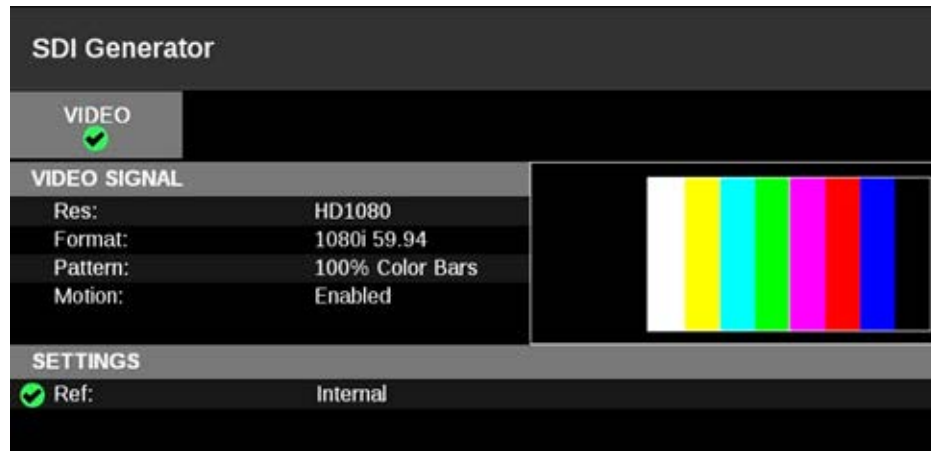 SDI Generator
VIDEO
VIDEO SIGNAL
Res: HD1080
Format: 1080i 59.94
Pattern: 100% Color Bars
Motion: Enabled
SETTINGS
Ref: Internal